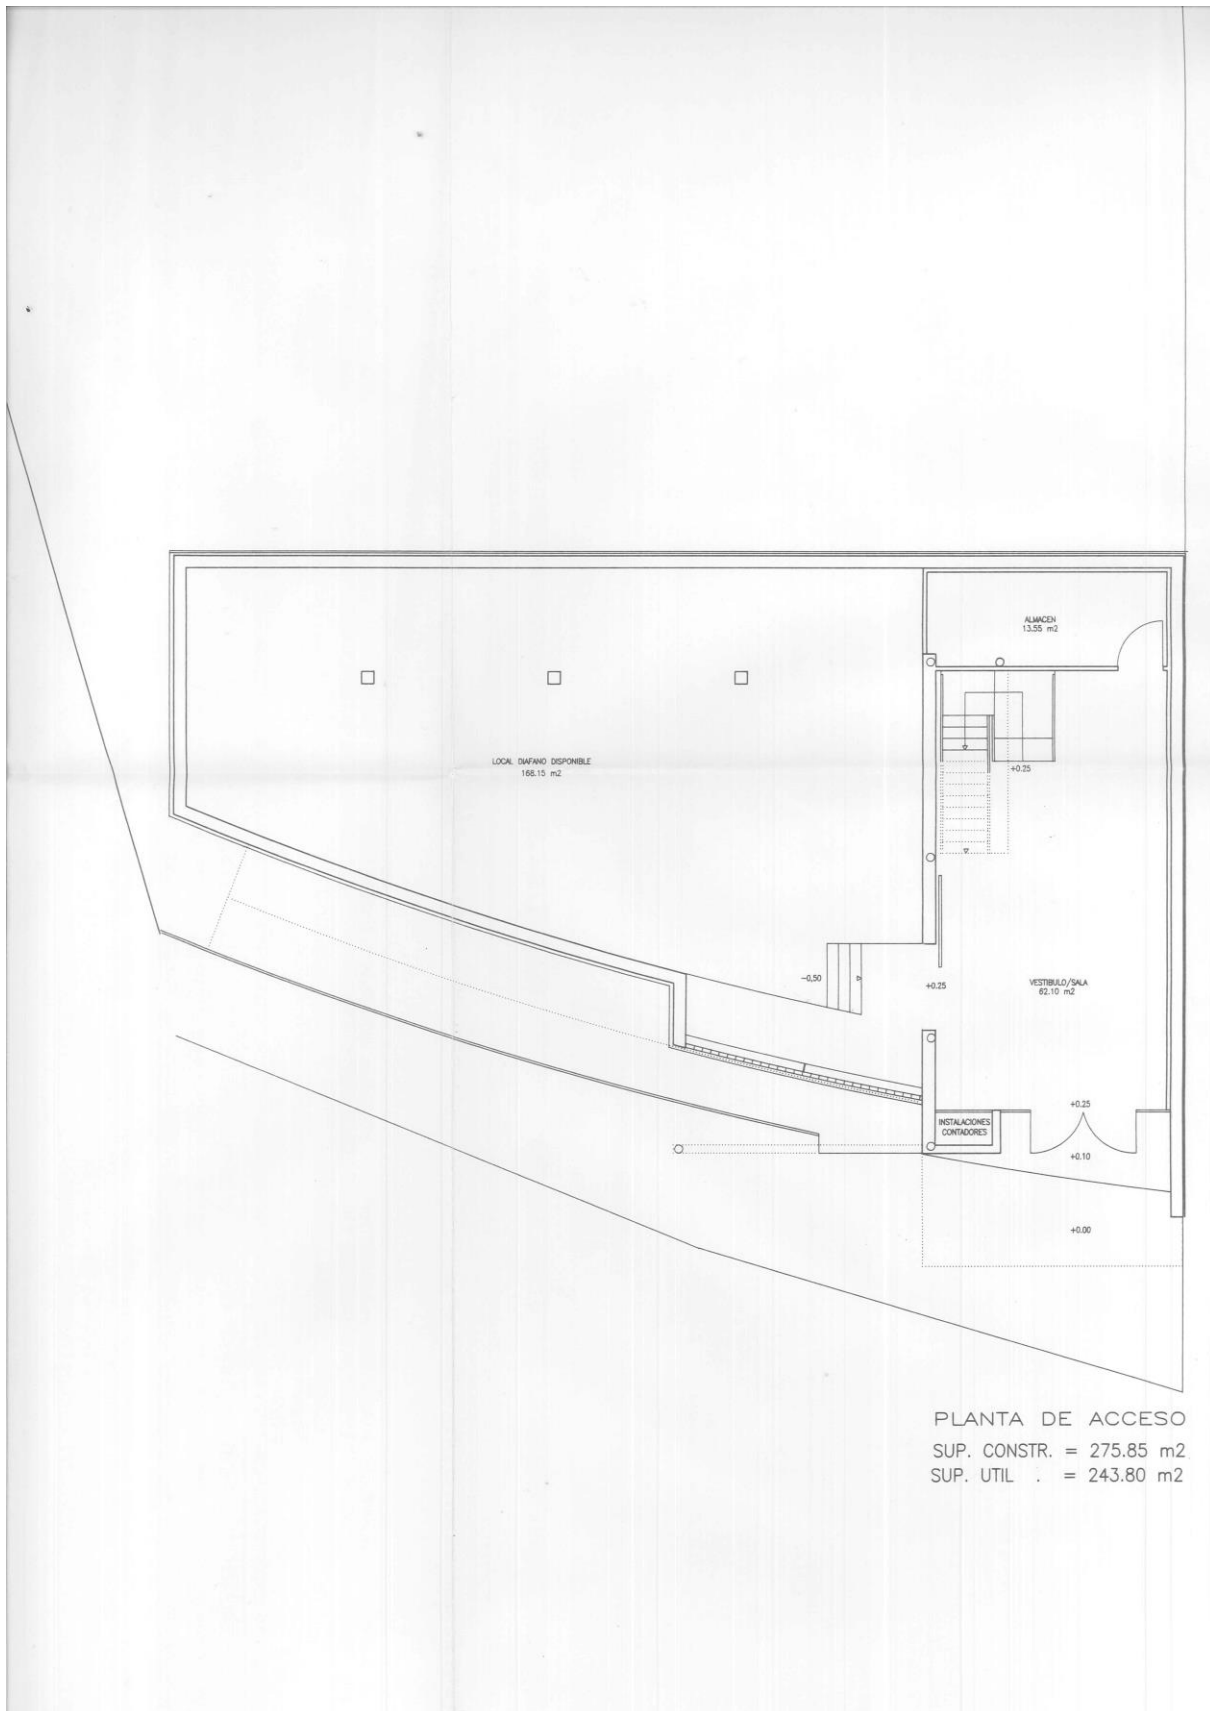 ALMACEN
13.55 m2
LOCAL DIAFANO DISPONIBLE
168.15 m2
+0.25
-0,50
+0.25
VESTIBULO/SALA
62.10 m2
+0.25
INSTALACIONES
CONTADORES
+0.10
+0.00
PLANTA DE ACCESO
SUP. CONSTR. = 275.85 m2
SUP. UTIL . = 243.80 m2